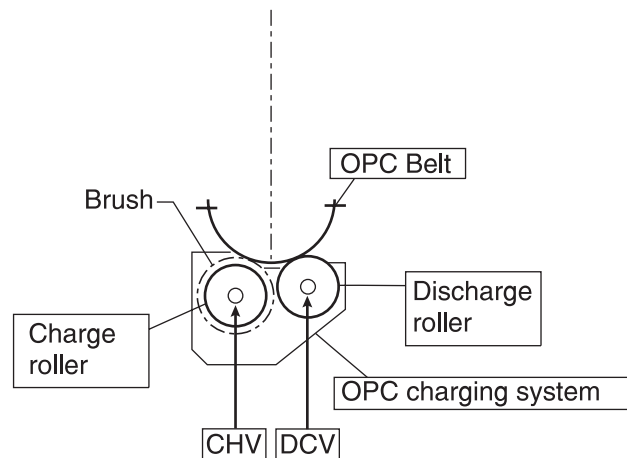 OPC Belt
Brush
Charge
roller
Discharge
roller
OPC charging system
CHV
DCV